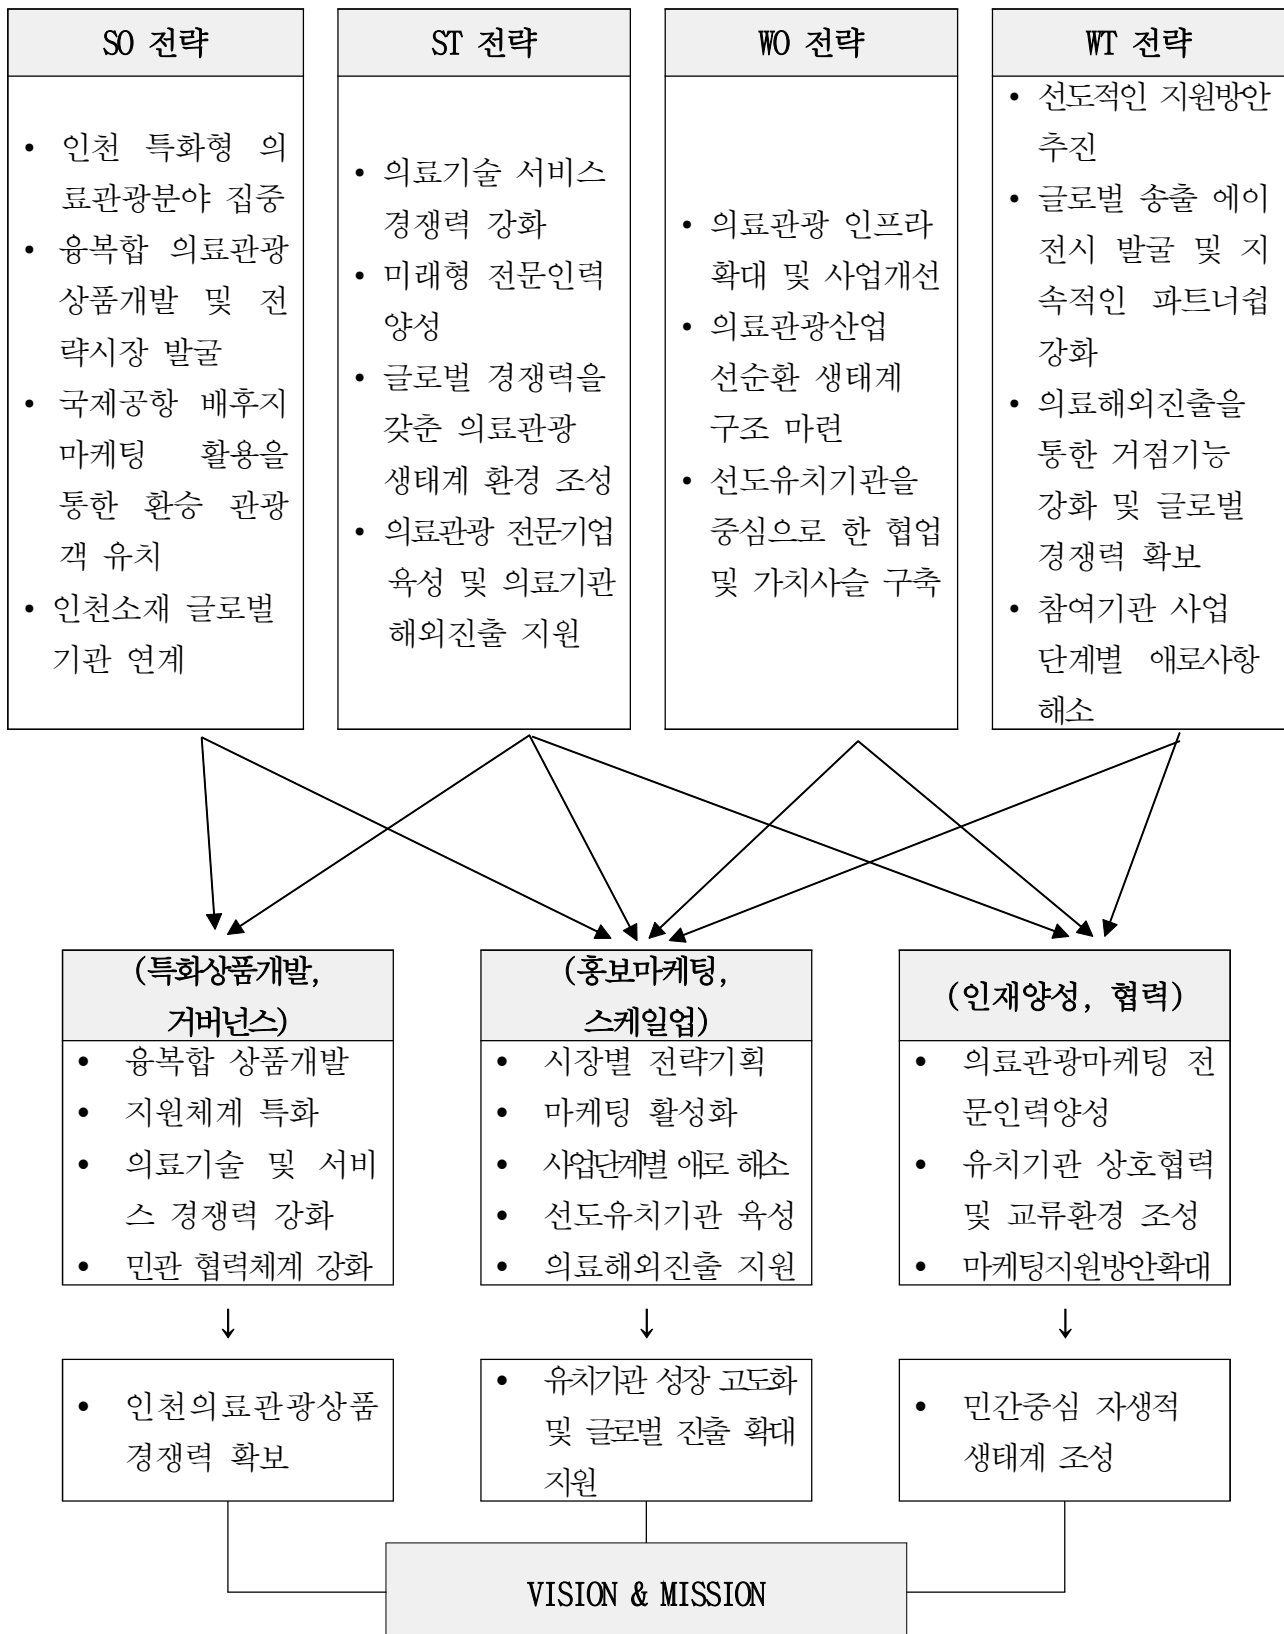 SO 전략
• 인천 특화형 의
료관광분야 집중
• 융복합 의료관광
상품개발 및 전
략시장 발굴
• 국제공항 배후지
마케팅 활용을
통한 환승 관광
객 유치
• 인천소재 글로벌
기관 연계
ST 전략
• 의료기술 서비스
경쟁력 강화
• 미래형 전문인력
양성
• 글로벌 경쟁력을
갖춘 의료관광
생태계 환경 조성
• 의료관광 전문기업
육성 및 의료기관
해외진출 지원
WO 전략
• 의료관광 인프라
확대 및 사업개선
• 의료관광산업
선순환 생태계
구조 마련
• 선도유치기관을
중심으로 한 협업
및 가치사슬 구축
WT 전략
• 선도적인 지원방안
추진
• 글로벌 송출 에이
전시 발굴 및 지
속적인 파트너쉽
강화
• 의료해외진출을
통한 거점기능
강화 및 글로벌
경쟁력 확보
• 참여기관 사업
단계별 애로사항
해소
(특화상품개발,
거버넌스)
• 융복합 상품개발
• 지원체계 특화
• 의료기술 및 서비
스 경쟁력 강화
• 민관 협력체계 강화
(홍보마케팅,
스케일업)
• 시장별 전략기획
• 마케팅 활성화
• 사업단계별 애로 해소
• 선도유치기관 육성
• 의료해외진출 지원
(인재양성, 협력)
• 의료관광마케팅 전
문인력양성
• 유치기관 상호협력
및 교류환경 조성
• 마케팅지원방안확대
↓
↓
↓
• 인천의료관광상품
경쟁력 확보
• 유치기관 성장 고도화
및 글로벌 진출 확대
지원
• 민간중심 자생적
생태계 조성
VISION & MISSION